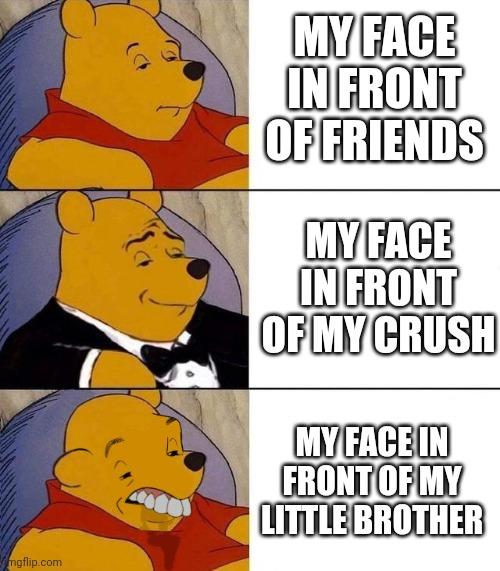 MY FACE
IN FRONT
OF FRIENDS
MY FACE
IN FRONT
OF MY CRUSH
MY FACE IN
FRONT OF MY
LITTLE BROTHER
imgflip.com